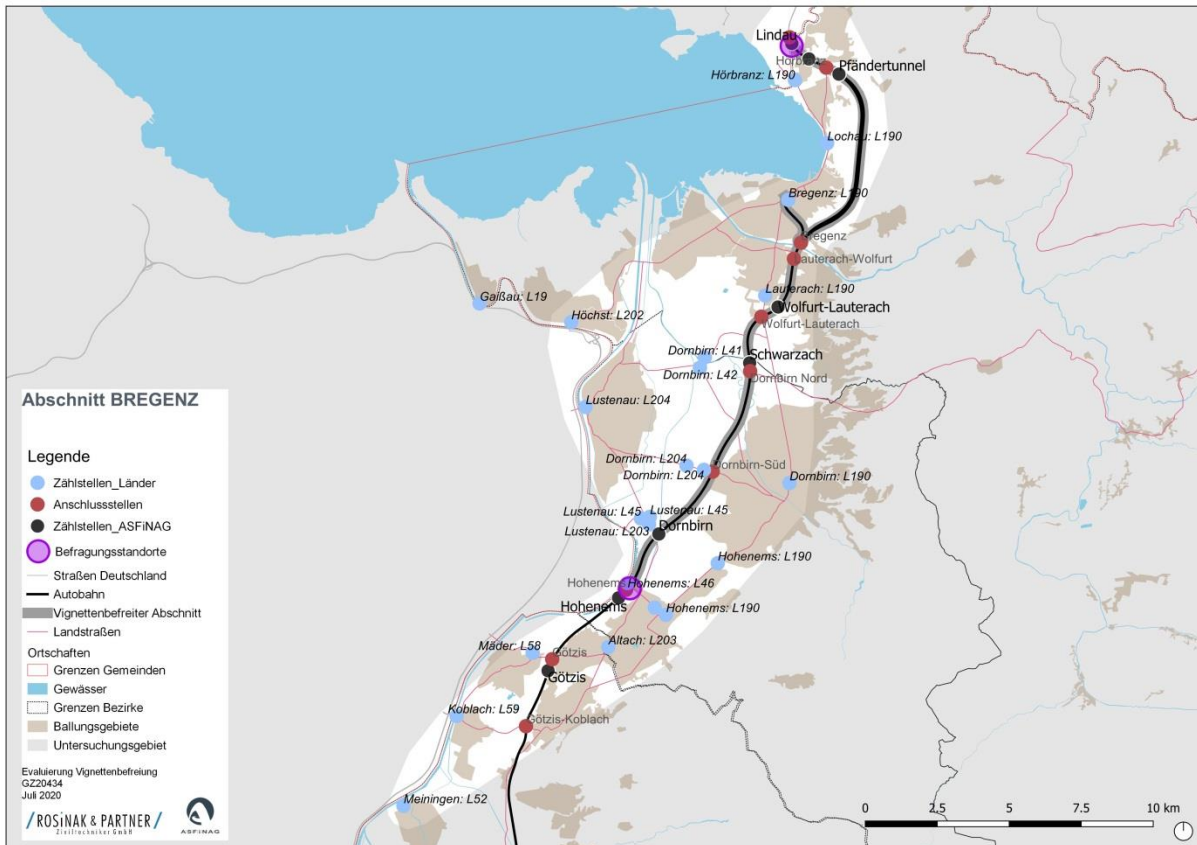 Lindau
Hörbranz
Pfändertunnel
Hörbranz: L190
Lochau: L190
Bregenz: L190
Bregenz
Lauterach-Wolfurt
Lauterach: L190
Gaißau: L19
Wolfurt-Lauterach
Höchst: L202
Wolfurt-Lauterach
Dornbirn: L41
Schwarzach
Dornbirn: L42
Dornbirn Nord
Abschnitt BREGENZ
Lustenau: L204
Legende
Dornbirn: L204
Dornbirn-Süd
Dornbirn: L204
Dornbirn: L190
Zählstellen_Länder
Anschlussstellen
Lustenau: L45
Lustenau: L45
Zählstellen_ASFiNAG
Lustenau: L203
Dornbirn
Befragungsstandorte
Hohenems: L190
Straßen Deutschland
Hohenems
Hohenems: L46
Autobahn
Hohenems
Hohenems: L190
Vignettenbefreiter Abschnitt
Landstraßen
Mäder: L58
Götzis
Altach: L203
Ortschaften
Grenzen Gemeinden
Götzis
Gewässer
Grenzen Bezirke
Koblach: L59
Götzis-Koblach
Ballungsgebiete
Untersuchungsgebiet
Evaluierung Vignettenbefreiung
GZ20434
Juli 2020
Meiningen: L52
/ROSiNAK & PARTNER/
Ziviltechniker GmbH
ASFiNAG
0 2,5 5 7,5 10 km